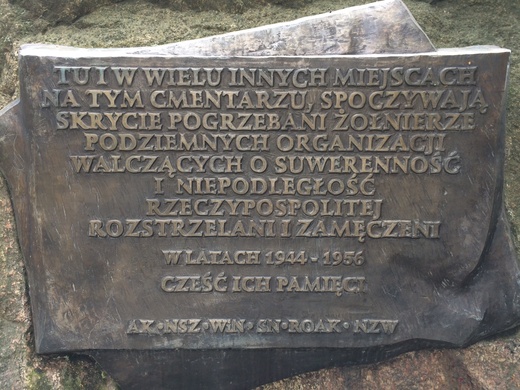 TU I W WIELU INNYCH MIEJSCACH
NA TYM CMENTARZU, SPOCZYWAJĄ
SKRYCIE POGRZEBANI ŻOŁNIERZE
PODZIEMNYCH ORGANIZACJI
WALCZĄCYCH O SUWERENNOŚĆ
I NIEPODLEGŁOŚĆ
RZECZYPOSPOLITEJ
ROZSTRZELANI I ZAMĘCZENI
W LATACH 1944 - 1956
CZEŚĆ ICH PAMIĘCI
AK · NSZ · WiN · SN · ROAK · NZW